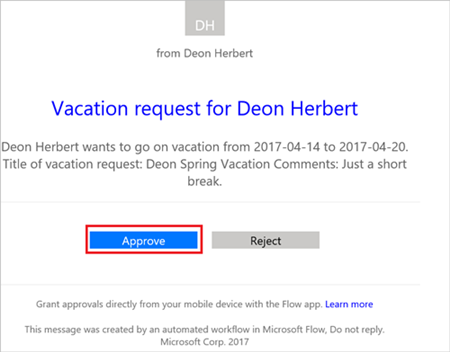 DH
from Deon Herbert
Vacation request for Deon Herbert
Deon Herbert wants to go on vacation from 2017-04-14 to 2017-04-20.
Title of vacation request: Deon Spring Vacation Comments: Just a short
break.
Approve Reject
Grant approvals directly from your mobile device with the Flow app. Learn more
This message was created by an automated workflow in Microsoft Flow, Do not reply.
Microsoft Corp. 2017